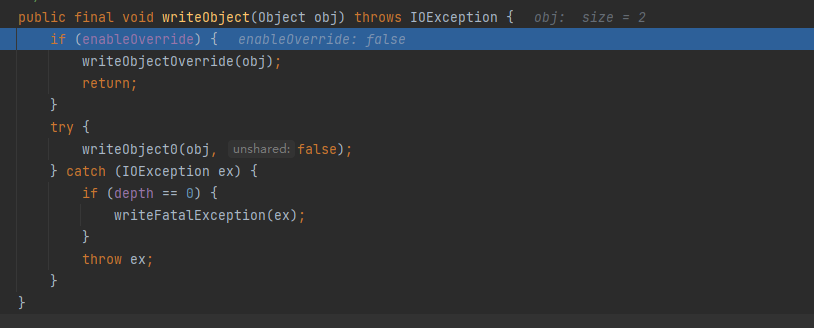 public final void writeObject(Object obj) throws IOException {   obj:  size = 2
    if (enableOverride) {   enableOverride: false
        writeObjectOverride(obj);
        return;
    }
    try {
        writeObject0(obj,  unshared: false);
    } catch (IOException ex) {
        if (depth == 0) {
            writeFatalException(ex);
        }
        throw ex;
    }
}